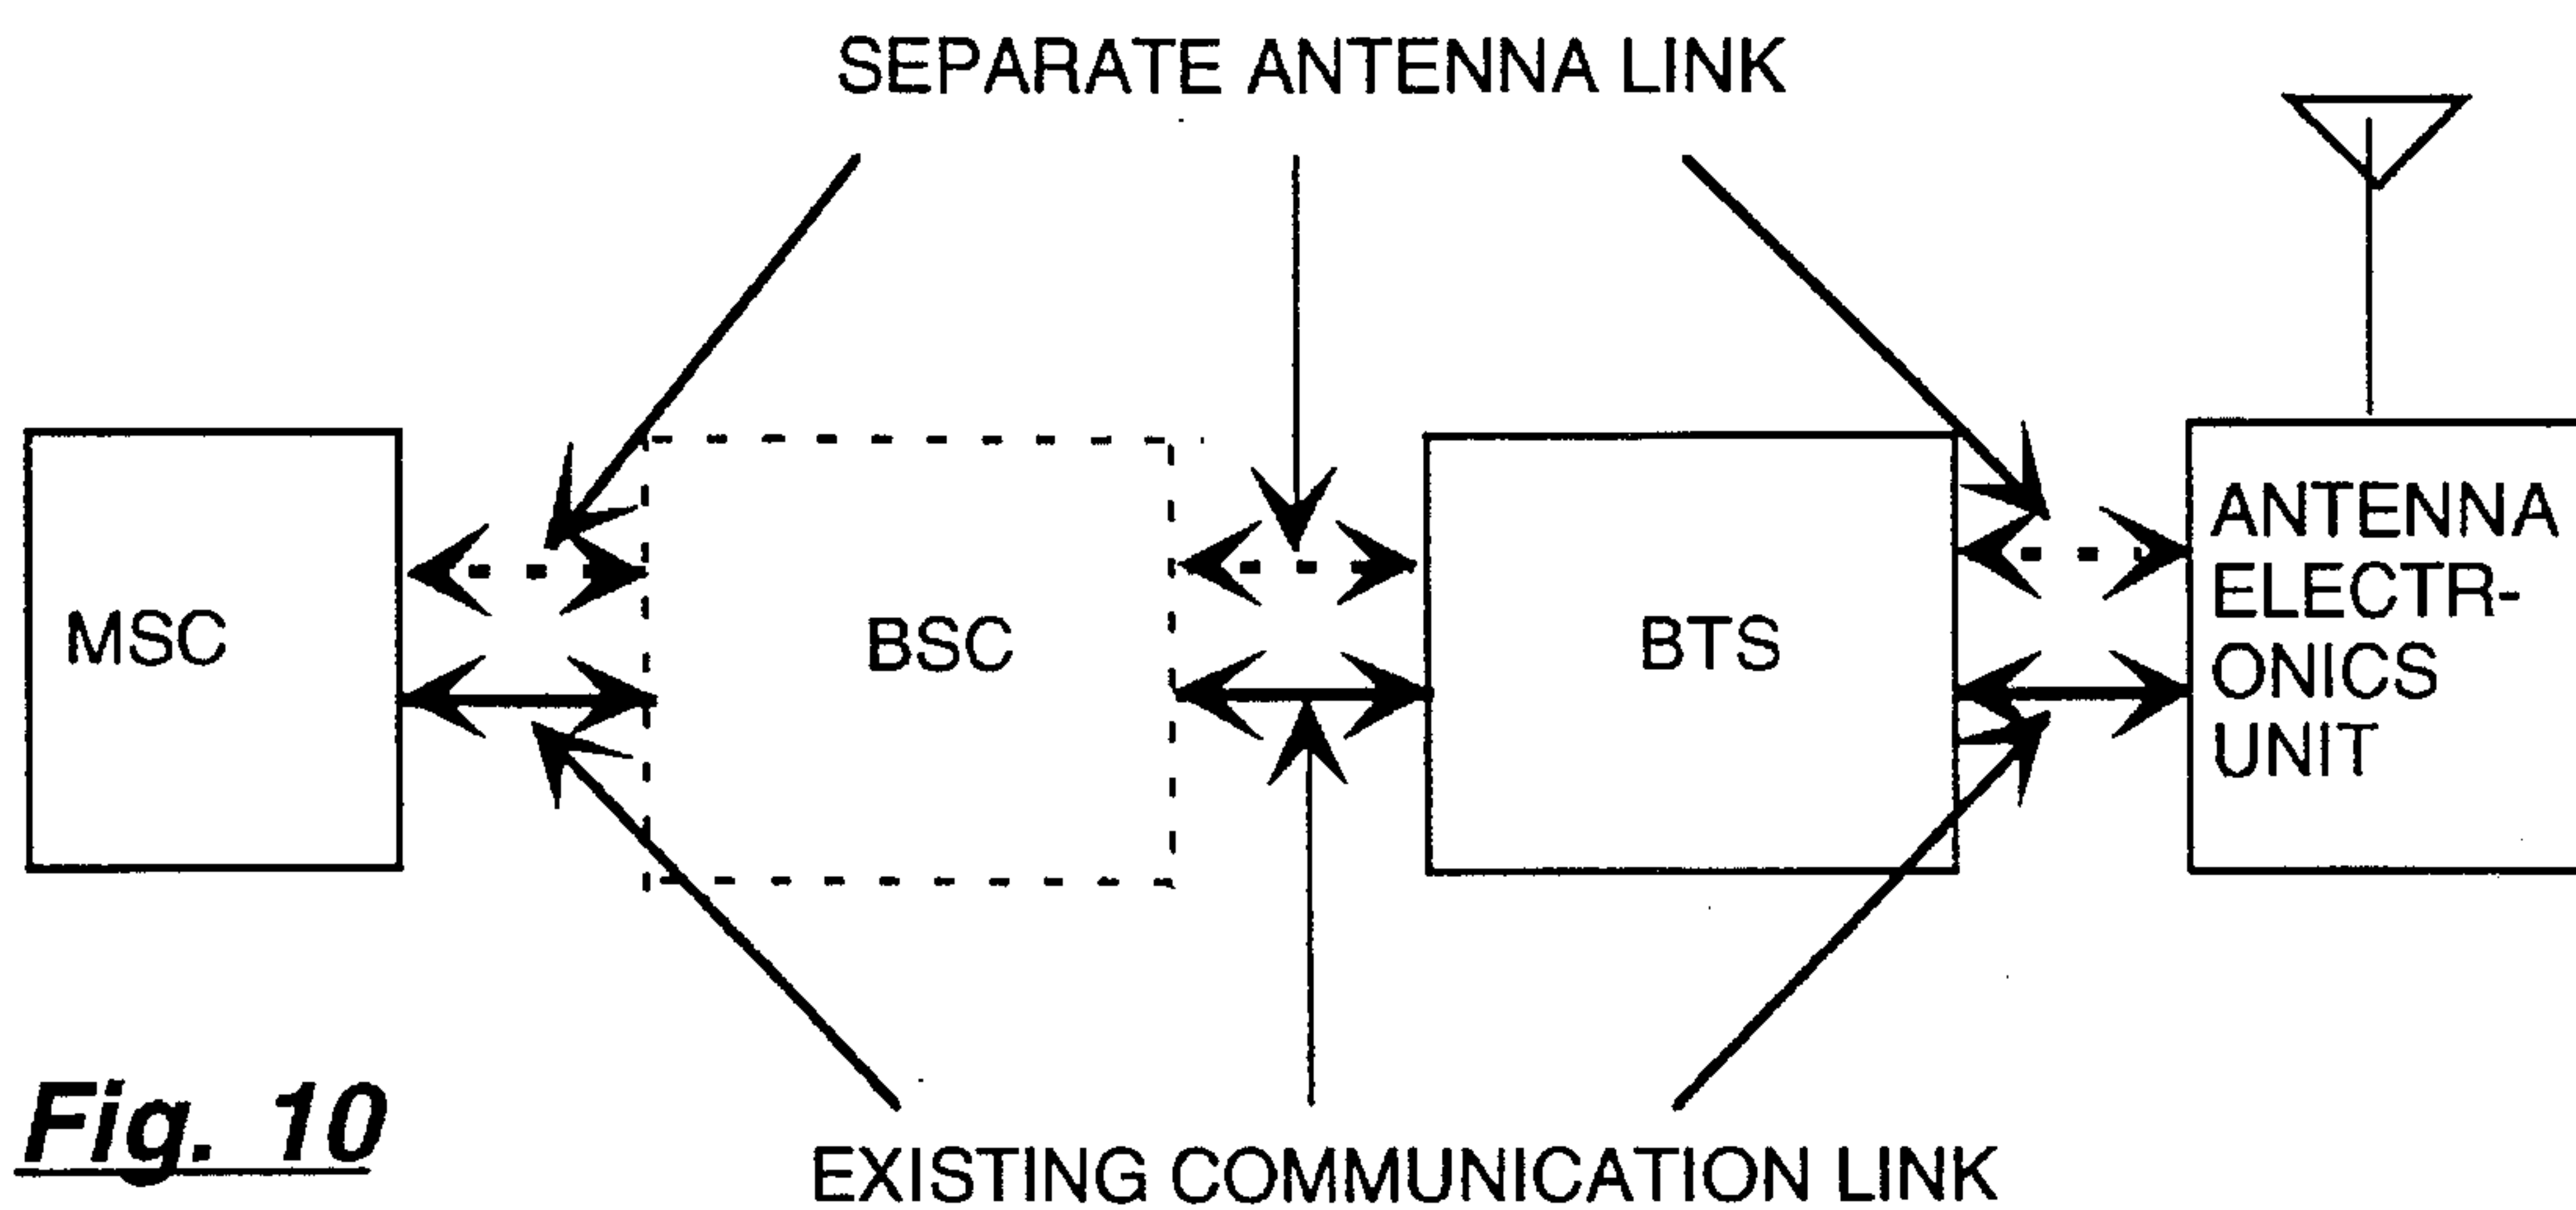 SEPARATE ANTENNA LINK
MSC
BSC
BTS
ANTENNA
ELECTR-
ONICS
UNIT
Fig. 10
EXISTING COMMUNICATION LINK